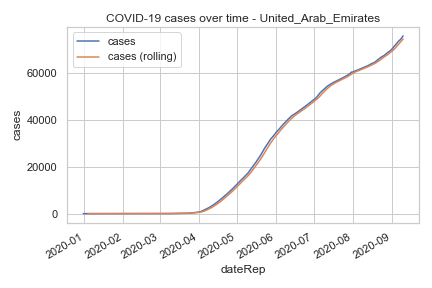 COVID-19 cases over time - United_Arab_Emirates
cases
cases (rolling)
cases
60000
40000
20000
0
2020-01
2020-02
2020-03
2020-04
2020-05
2020-06
2020-07
2020-08
2020-09
dateRep